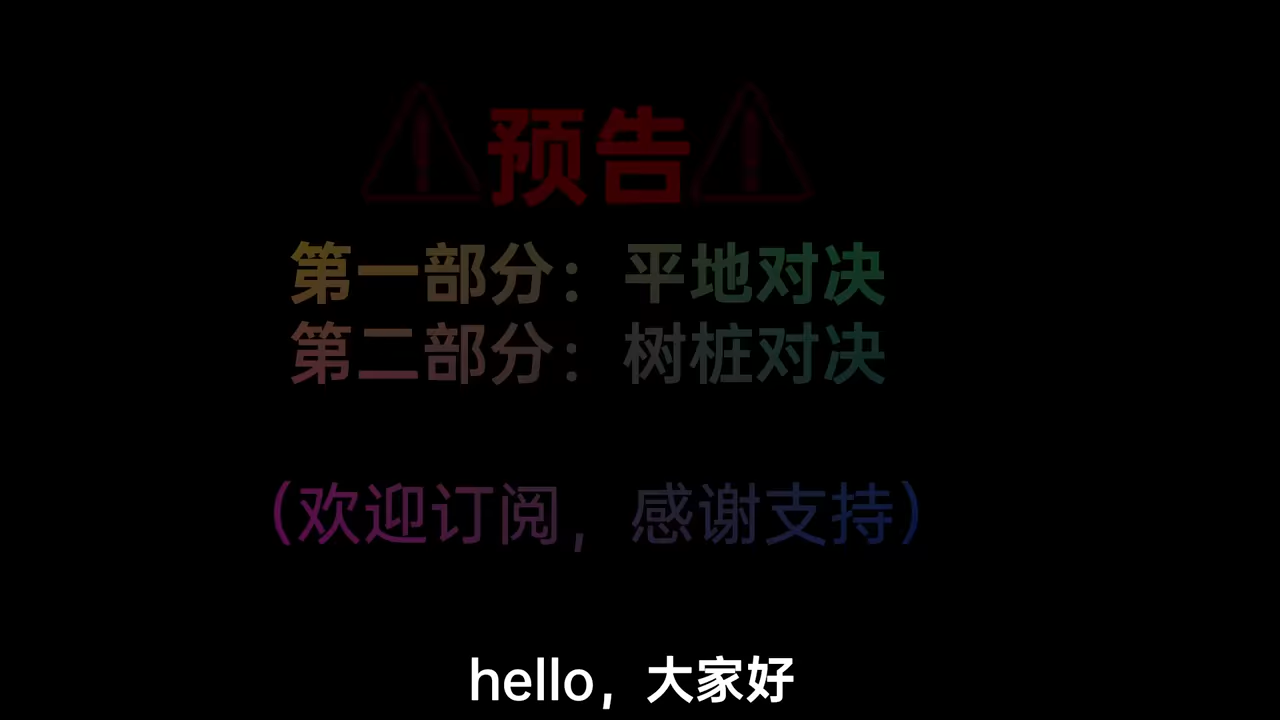 ⚠预告⚠
第一部分：平地对决
第二部分：树桩对决
（欢迎订阅，感谢支持）
hello，大家好